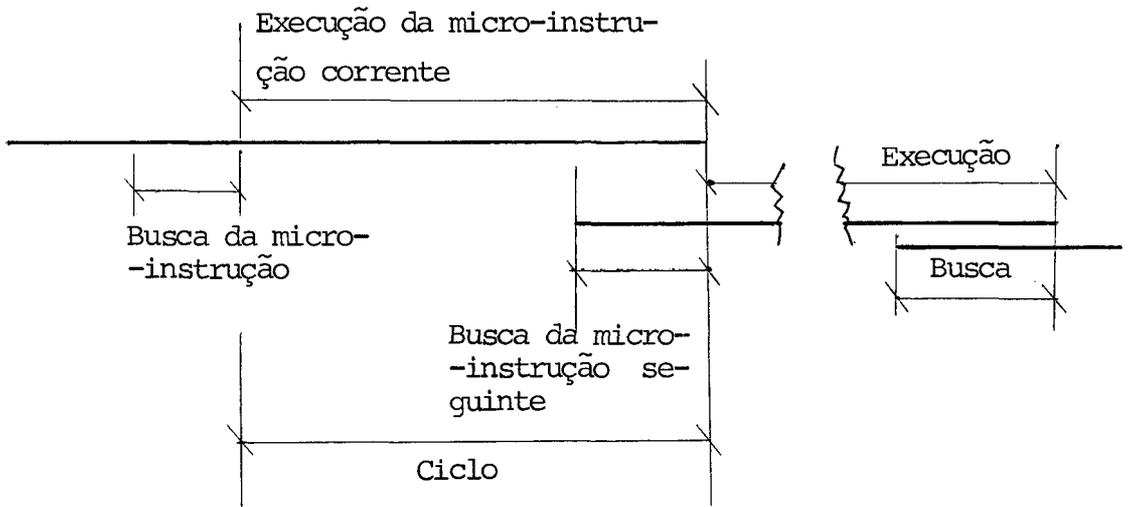 Execução da micro-instru-
ção corrente
Execução
Busca da micro-
-instrução
Busca
Busca da micro-
-instrução se-
guinte
Ciclo